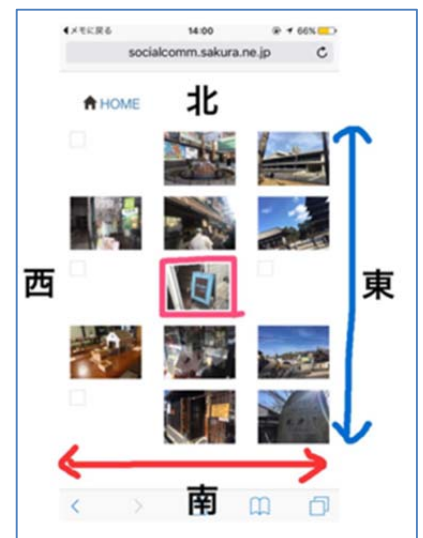 メモに戻る 14:00 66%
socialcomm.sakura.ne.jp
HOME 北
西 東
南